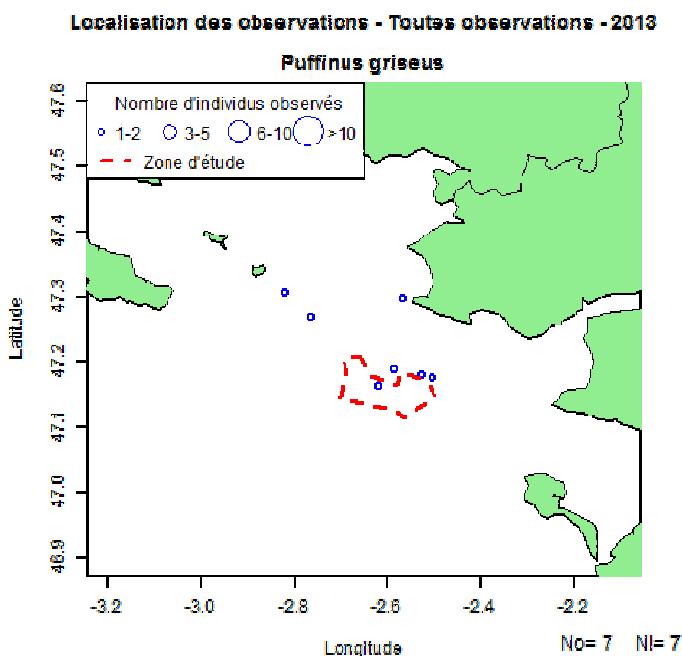 Localisation des observations - Toutes observations - 2013
Puffinus griseus
Nombre d'individus observés
1-2 3-5 6-10 >10
Zone d'étude
47.6
47.5
47.4
47.3
47.2
47.1
47.0
46.9
Latitude
-3.2 -3.0 -2.8 -2.6 -2.4 -2.2
Longitude
No= 7 NI= 7